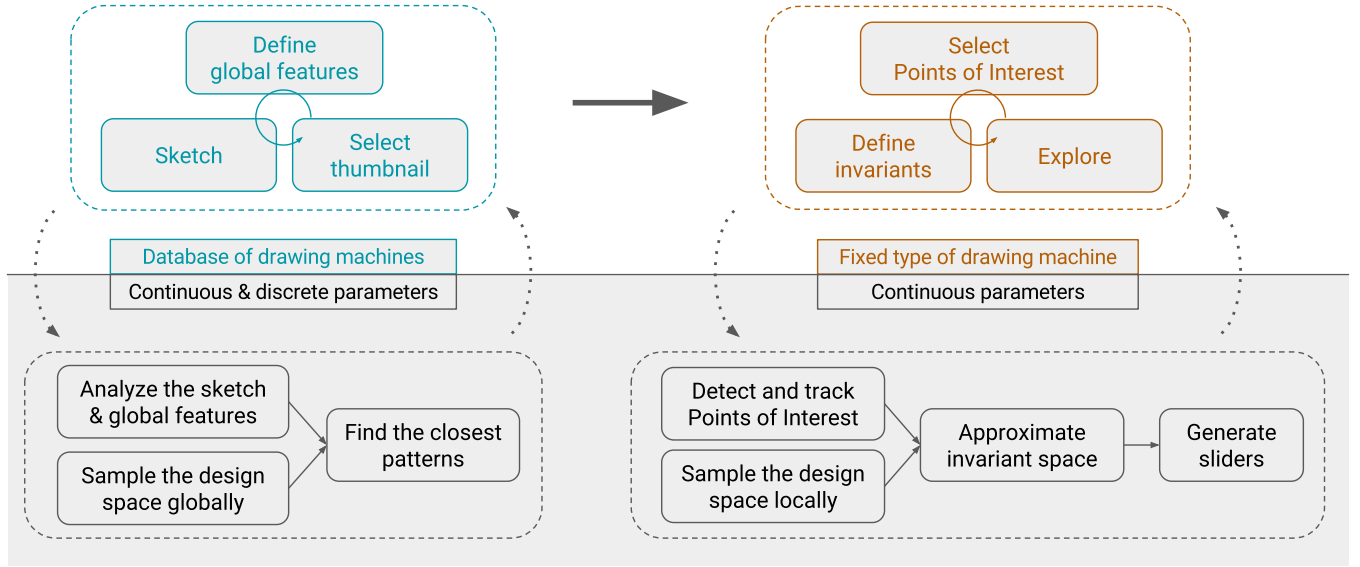 Define
global features
Sketch
Select
thumbnail
Select
Points of Interest
Define
invariants
Explore
Database of drawing machines
Continuous & discrete parameters
Fixed type of drawing machine
Continuous parameters
Analyze the sketch
& global features
Sample the design
space globally
Find the closest
patterns
Detect and track
Points of Interest
Sample the design
space locally
Approximate
invariant space
Generate
sliders